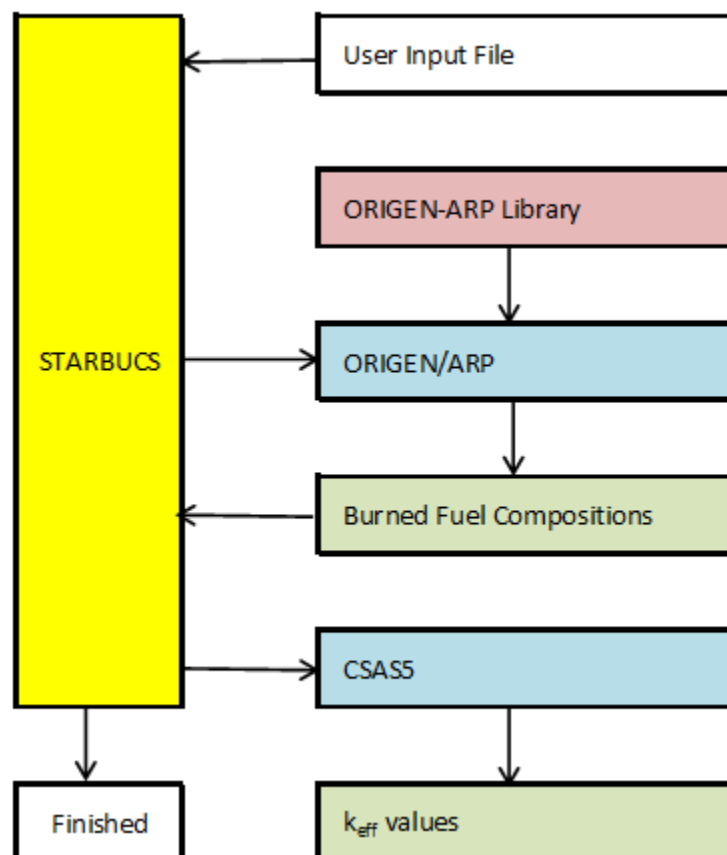 User Input File
ORIGEN-ARP Library
STARBUCS
ORIGEN/ARP
Burned Fuel Compositions
CSAS5
Finished
keff values